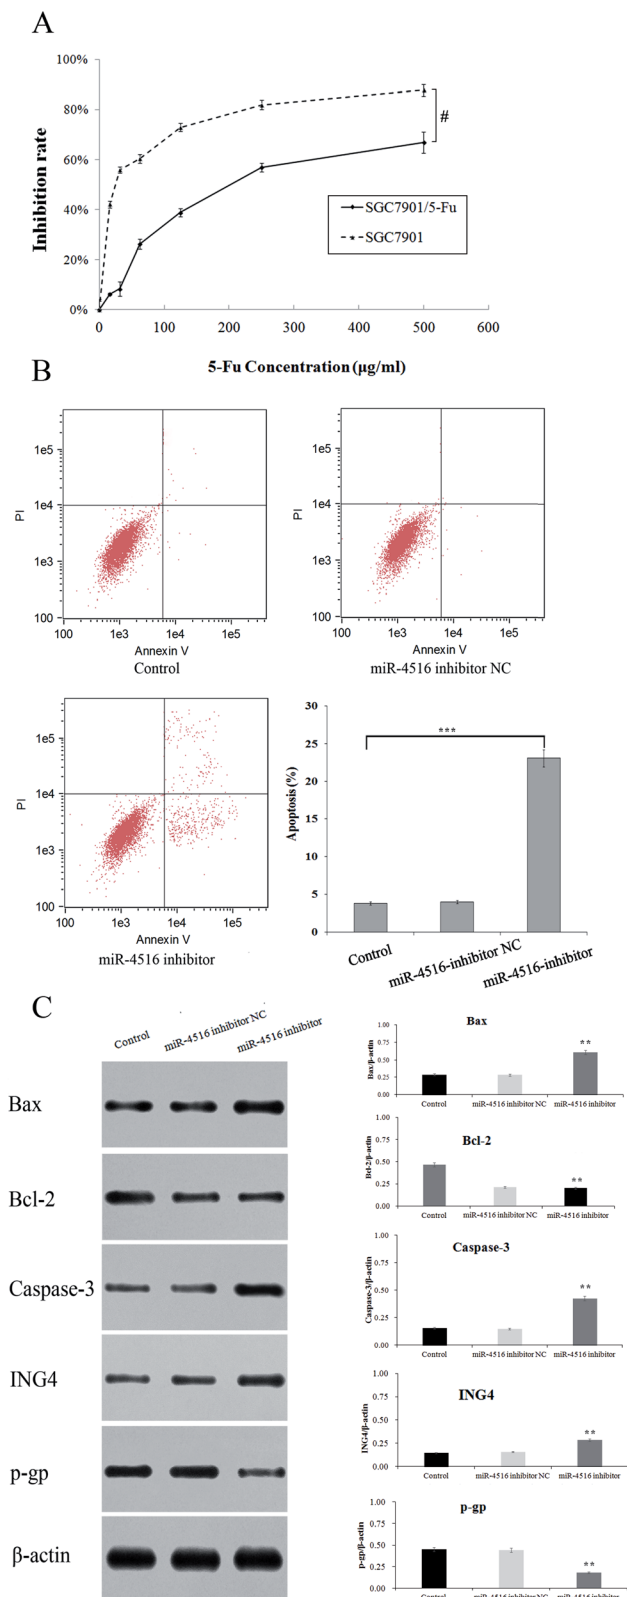 A
100%
80%
60%
40%
20%
0%
Inhibition rate
#
SGC7901/5-Fu
SGC7901
0 100 200 300 400 500 600
5-Fu Concentration (μg/ml)
B
1e5
1e4
1e3
100
PI
100 1e3 1e4 1e5
Annexin V
Control
1e5
1e4
1e3
100
PI
100 1e3 1e4 1e5
Annexin V
miR-4516 inhibitor NC
1e5
1e4
1e3
100
PI
100 1e3 1e4 1e5
Annexin V
miR-4516 inhibitor
30
25
20
15
10
5
0
Apoptosis (%)
***
Control
miR-4516-inhibitor NC
miR-4516-inhibitor
C
Control
miR-4516 inhibitor NC
miR-4516 inhibitor
Bax
Bcl-2
Caspase-3
ING4
p-gp
β-actin
Bax
1.00
0.75
0.50
0.25
0.00
Bax/β-actin
**
Control miR-4516 inhibitor NC miR-4516 inhibitor
Bcl-2
1.00
0.75
0.50
0.25
0.00
Bcl-2/β-actin
**
Control miR-4516 inhibitor NC miR-4516 inhibitor
Caspase-3
1.00
0.75
0.50
0.25
0.00
Caspase-3/β-actin
**
Control miR-4516 inhibitor NC miR-4516 inhibitor
ING4
1.00
0.75
0.50
0.25
0.00
ING4/β-actin
**
Control miR-4516 inhibitor NC miR-4516 inhibitor
p-gp
1.00
0.75
0.50
0.25
0.00
p-gp/β-actin
**
Control miR-4516 inhibitor NC miR-4516 inhibitor